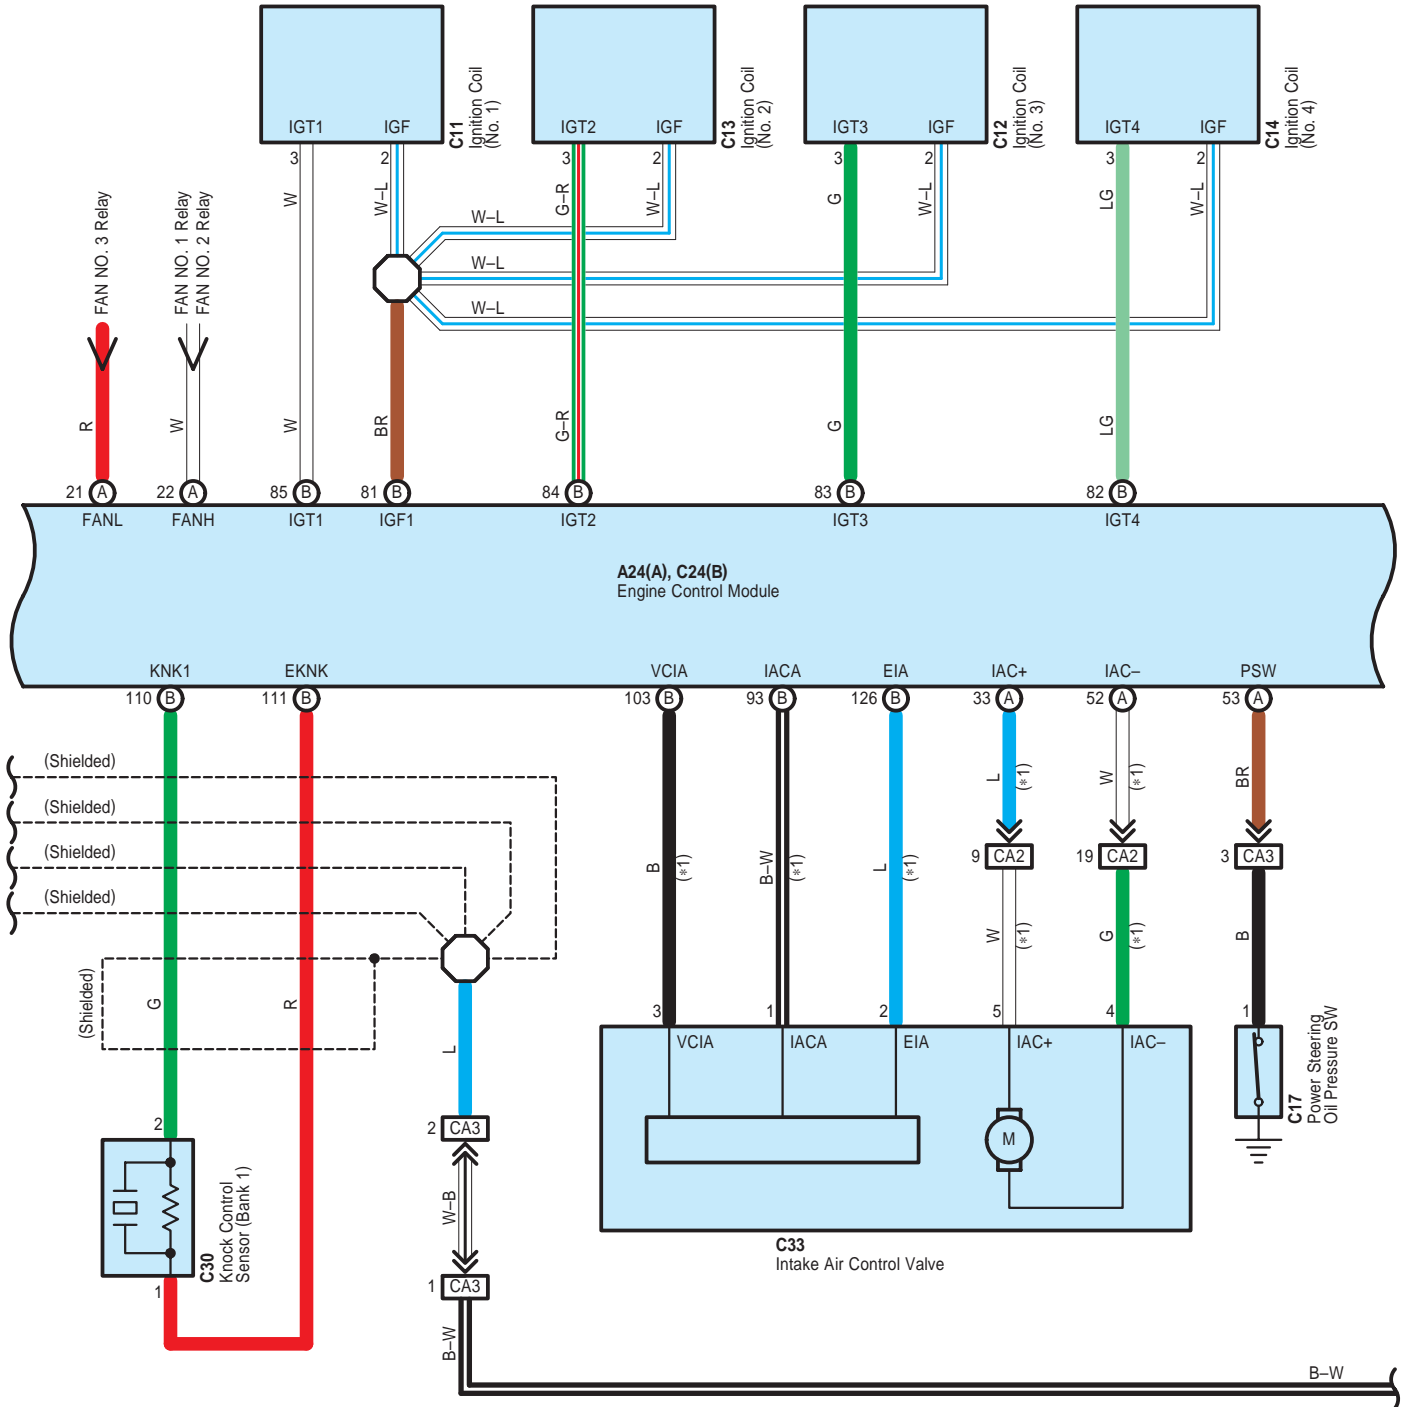 IGT1
IGF
C11
Ignition Coil
(No. 1)
IGT2
IGF
C13
Ignition Coil
(No. 2)
IGT3
IGF
C12
Ignition Coil
(No. 3)
IGT4
IGF
C14
Ignition Coil
(No. 4)
3
2
3
2
3
2
3
2
W
W–L
G–R
W–L
G
W–L
LG
W–L
W–L
W–L
W–L
FAN NO. 3 Relay
FAN NO. 1 Relay
FAN NO. 2 Relay
R
W
W
BR
G–R
G
LG
21 A
22 A
85 B
81 B
84 B
83 B
82 B
FANL
FANH
IGT1
IGF1
IGT2
IGT3
IGT4
A24(A), C24(B)
Engine Control Module
KNK1
EKNK
VCIA
IACA
EIA
IAC+
IAC–
PSW
110 B
111 B
103 B
93 B
126 B
33 A
52 A
53 A
(Shielded)
(Shielded)
(Shielded)
(Shielded)
(Shielded)
G
R
L
B
(*1)
B–W
(*1)
L
(*1)
L
(*1)
W
(*1)
BR
9 CA2
19 CA2
3 CA3
W
(*1)
G
(*1)
B
3
1
2
5
4
1
VCIA
IACA
EIA
IAC+
IAC–
M
C33
Intake Air Control Valve
C17
Power Steering
Oil Pressure SW
2
1
C30
Knock Control
Sensor (Bank 1)
2 CA3
W–B
1 CA3
B–W
B–W